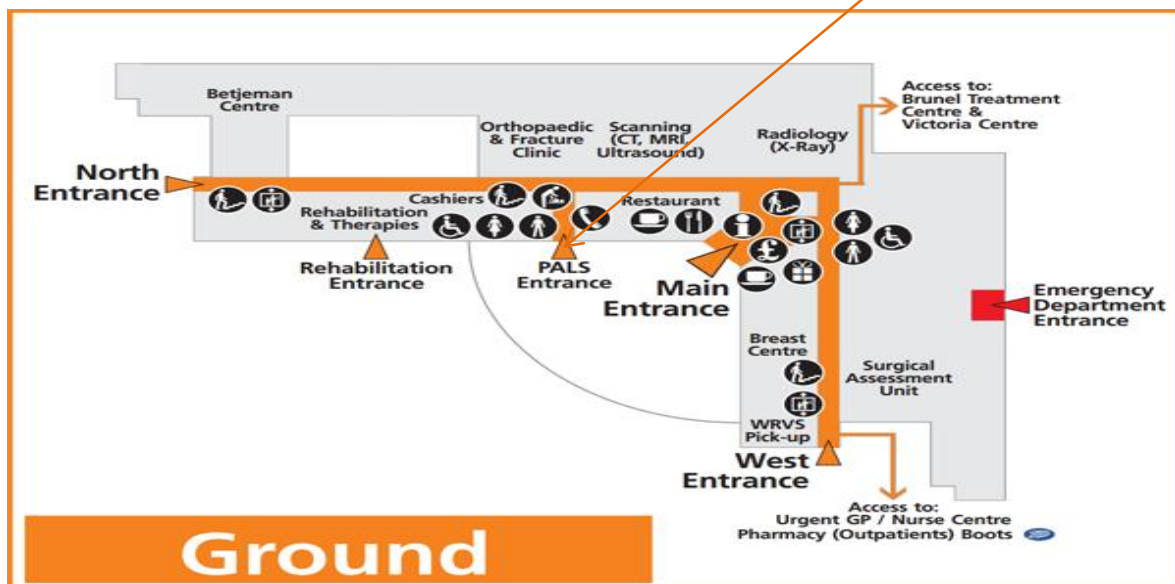 Betjeman
Centre
Orthopaedic
& Fracture
Clinic
Scanning
(CT, MRI,
Ultrasound)
Radiology
(X-Ray)
Access to:
Brunel Treatment
Centre &
Victoria Centre
North
Entrance
Cashiers
Rehabilitation
& Therapies
Restaurant
Rehabilitation
Entrance
PALS
Entrance
Main
Entrance
Emergency
Department
Entrance
Breast
Centre
Surgical
Assessment
Unit
WRVS
Pick-up
West
Entrance
Access to:
Urgent GP / Nurse Centre
Pharmacy (Outpatients) Boots
Ground